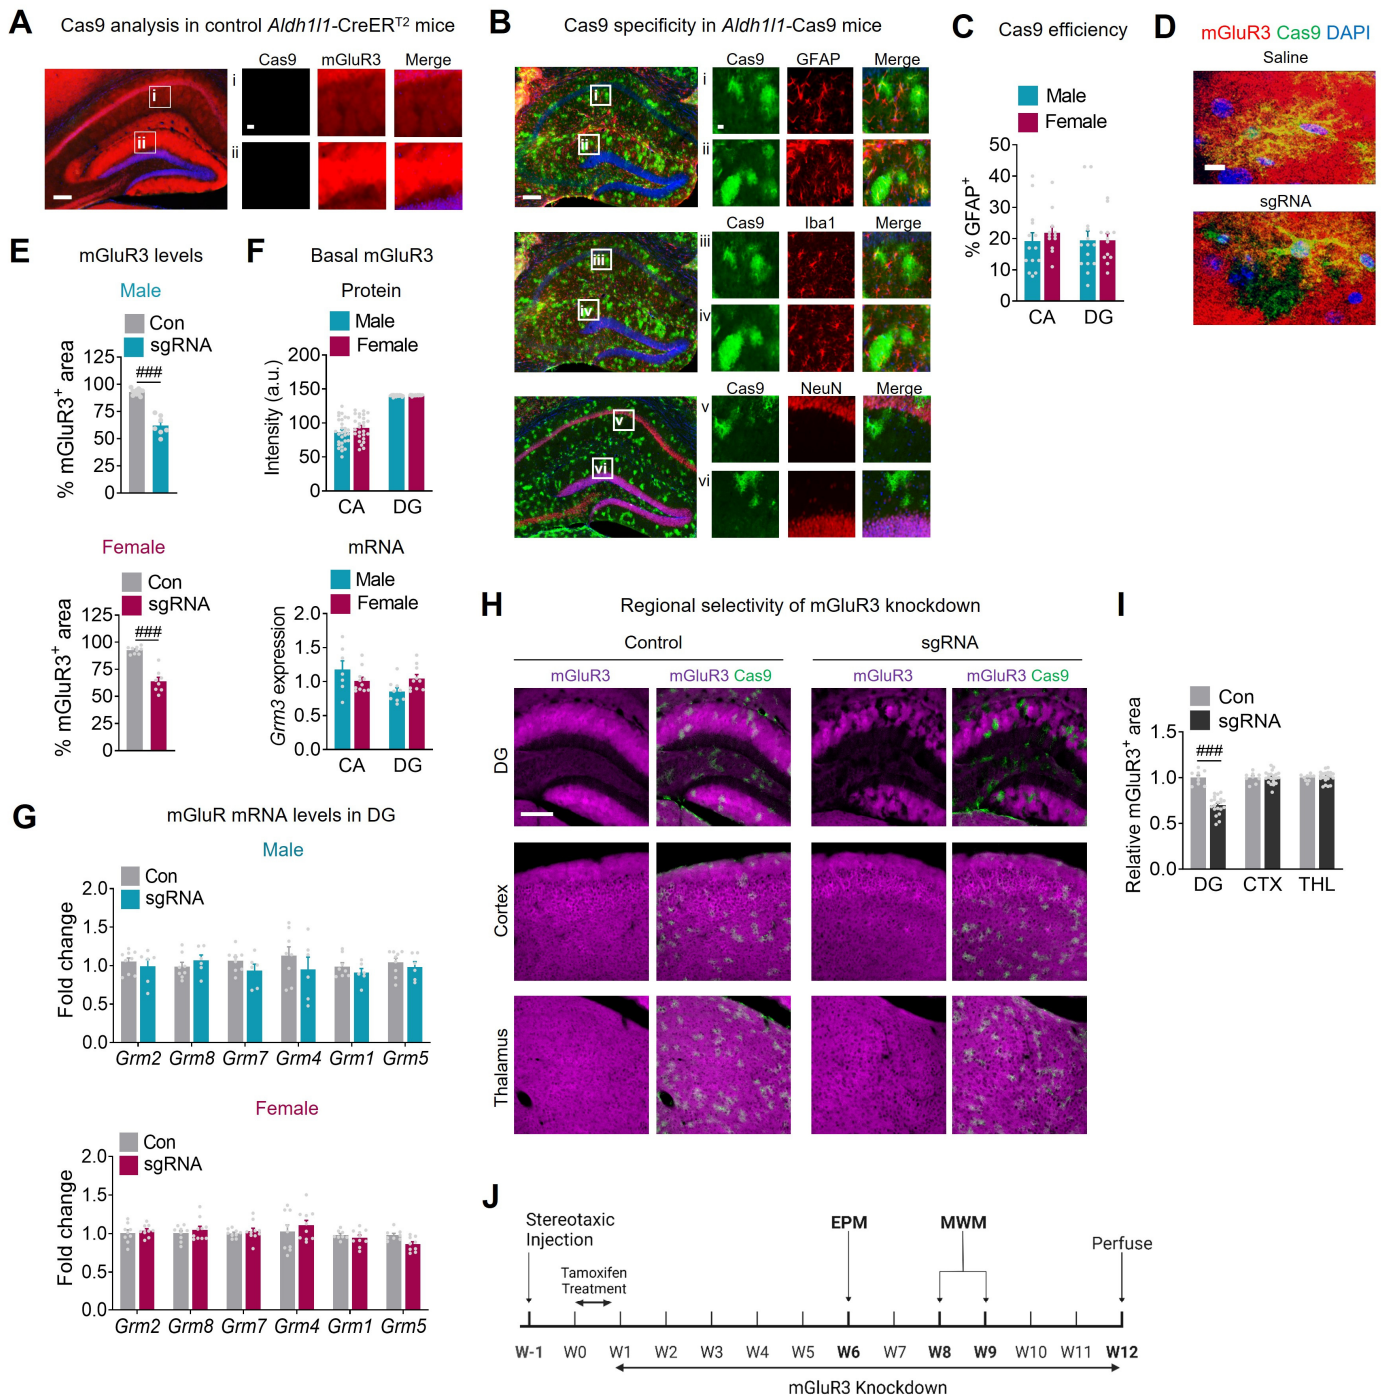 A
Cas9 analysis in control Aldh1l1-CreERT2 mice
Cas9 mGluR3 Merge
i
i
ii
ii
B
Cas9 specificity in Aldh1l1-Cas9 mice
Cas9 GFAP Merge
i
i
ii
ii
Cas9 Iba1 Merge
iii
iii
iv
iv
Cas9 NeuN Merge
v
v
vi
vi
C
Cas9 efficiency
Male
Female
% GFAP+
50
40
30
20
10
0
CA DG
D
mGluR3 Cas9 DAPI
Saline
sgRNA
E
mGluR3 levels
Male
Con
sgRNA
% mGluR3+ area
125
100
75
50
25
0
###
Female
Con
sgRNA
% mGluR3+ area
125
100
75
50
25
0
###
F
Basal mGluR3
Protein
Male
Female
Intensity (a.u.)
200
150
100
50
0
CA DG
mRNA
Male
Female
Grm3 expression
2.0
1.5
1.0
0.5
0.0
CA DG
G
mGluR mRNA levels in DG
Male
Con
sgRNA
Fold change
2.0
1.5
1.0
0.5
0.0
Grm2 Grm8 Grm7 Grm4 Grm1 Grm5
Female
Con
sgRNA
Fold change
2.0
1.5
1.0
0.5
0.0
Grm2 Grm8 Grm7 Grm4 Grm1 Grm5
H
Regional selectivity of mGluR3 knockdown
Control sgRNA
mGluR3 mGluR3 Cas9 mGluR3 mGluR3 Cas9
DG
Cortex
Thalamus
I
Con
sgRNA
Relative mGluR3+ area
1.5
1.0
0.5
0.0
###
DG CTX THL
J
Stereotaxic
Injection
Tamoxifen
Treatment
EPM
MWM
Perfuse
W-1 W0 W1 W2 W3 W4 W5 W6 W7 W8 W9 W10 W11 W12
mGluR3 Knockdown